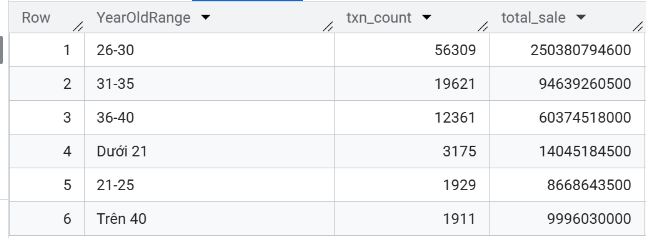 Row YearOldRange txn_count total_sale
1 26-30 56309 250380794600
2 31-35 19621 94639260500
3 36-40 12361 60374518000
4 Dưới 21 3175 14045184500
5 21-25 1929 8668643500
6 Trên 40 1911 9996030000